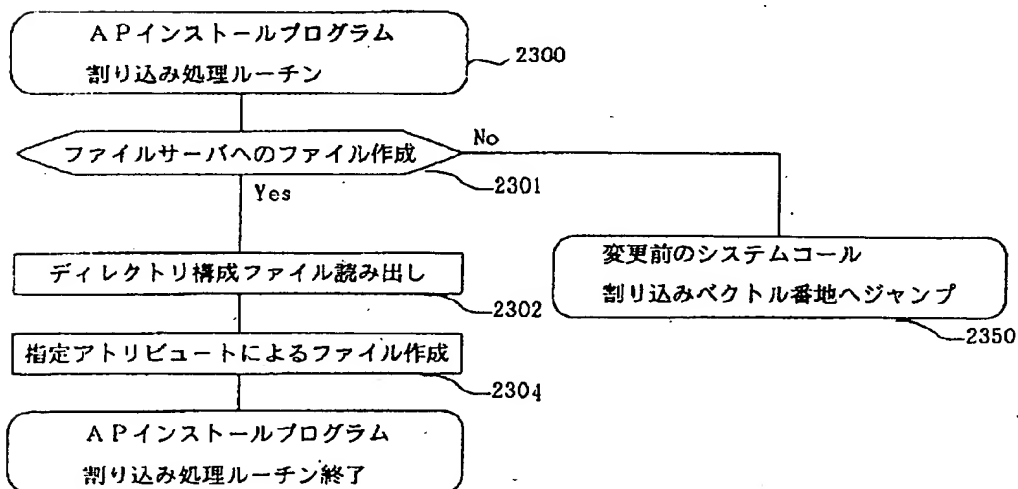 APインストールプログラム
割り込み処理ルーチン
2300
ファイルサーバへのファイル作成
No
2301
Yes
変更前のシステムコール
割り込みベクトル番地へジャンプ
2350
ディレクトリ構成ファイル読み出し
2302
指定アトリビュートによるファイル作成
2304
APインストールプログラム
割り込み処理ルーチン終了